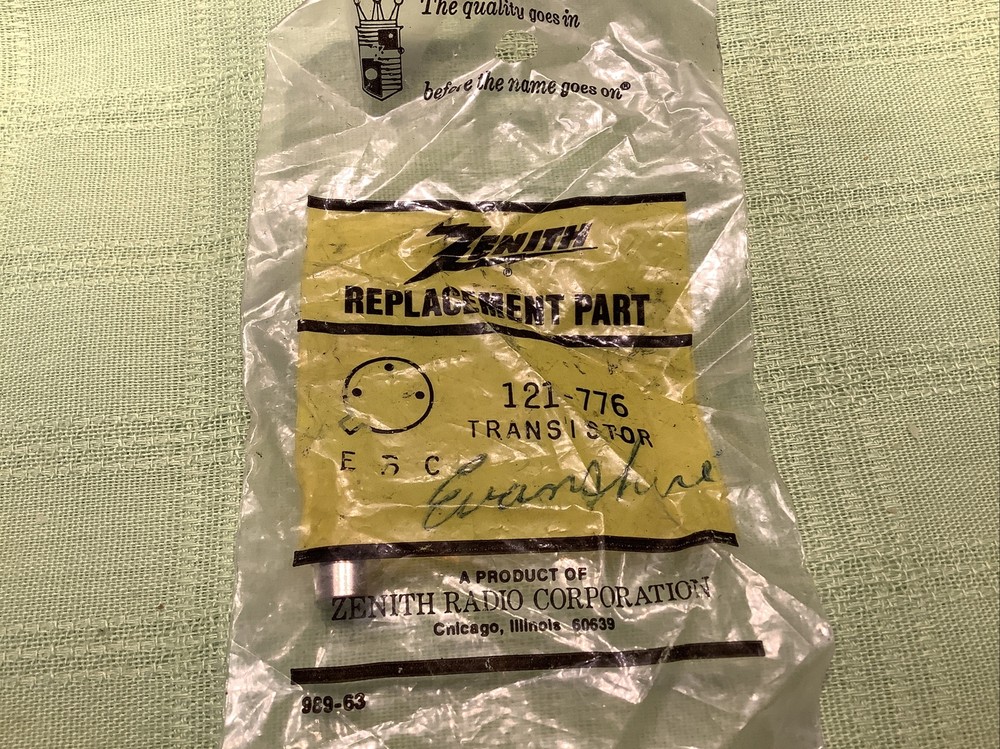 The quality goes in
before the name goes on®
ZENITH
®
REPLACEMENT PART
121-776
TRANSISTOR
E B C
A PRODUCT OF
ZENITH RADIO CORPORATION
Chicago, Illinois 60639
989-63